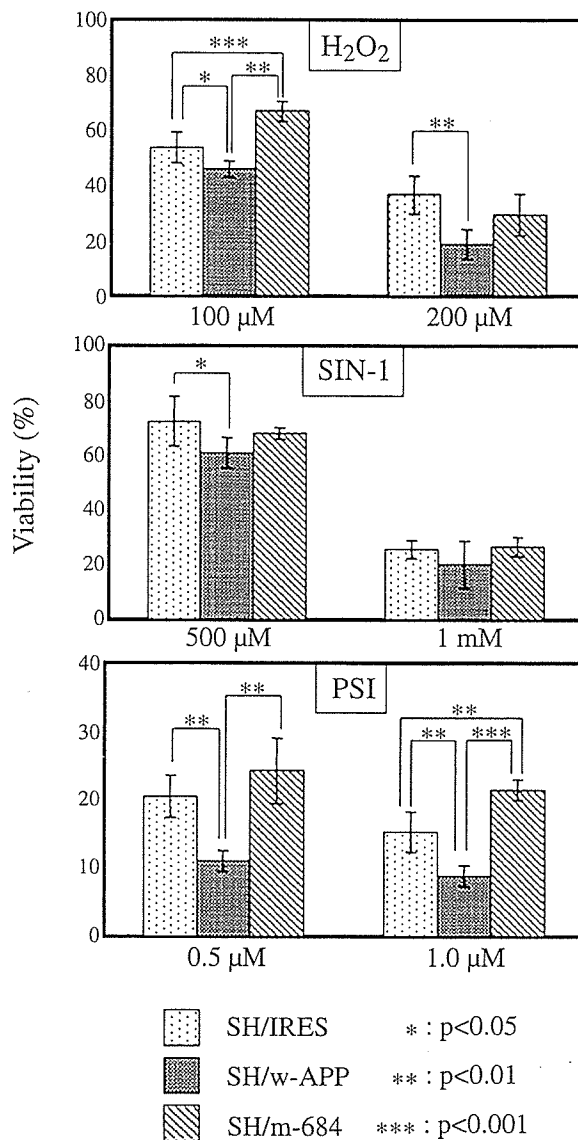 Viability (%)
H₂O₂
100
80
60
40
20
0
***
*
**
**
100 µM
200 µM
SIN-1
100
80
60
40
20
0
*
500 µM
1 mM
PSI
40
30
20
10
0
**
**
**
**
***
0.5 µM
1.0 µM
SH/IRES * : p<0.05
SH/w-APP ** : p<0.01
SH/m-684 *** : p<0.001